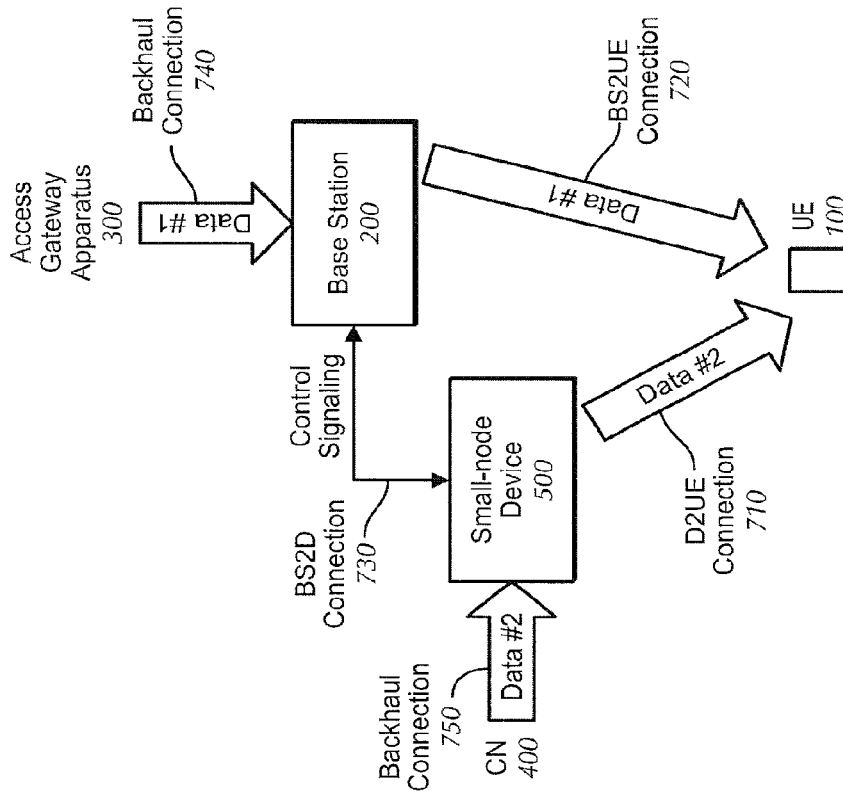 Access
Gateway
Apparatus
300
Backhaul
Connection
740
Data #1
Base Station
200
Control
Signaling
BS2D
Connection
730
Backhaul
Connection
750
CN
400
Data #2
Small-node
Device
500
Data #1
BS2UE
Connection
720
Data #2
D2UE
Connection
710
UE
100